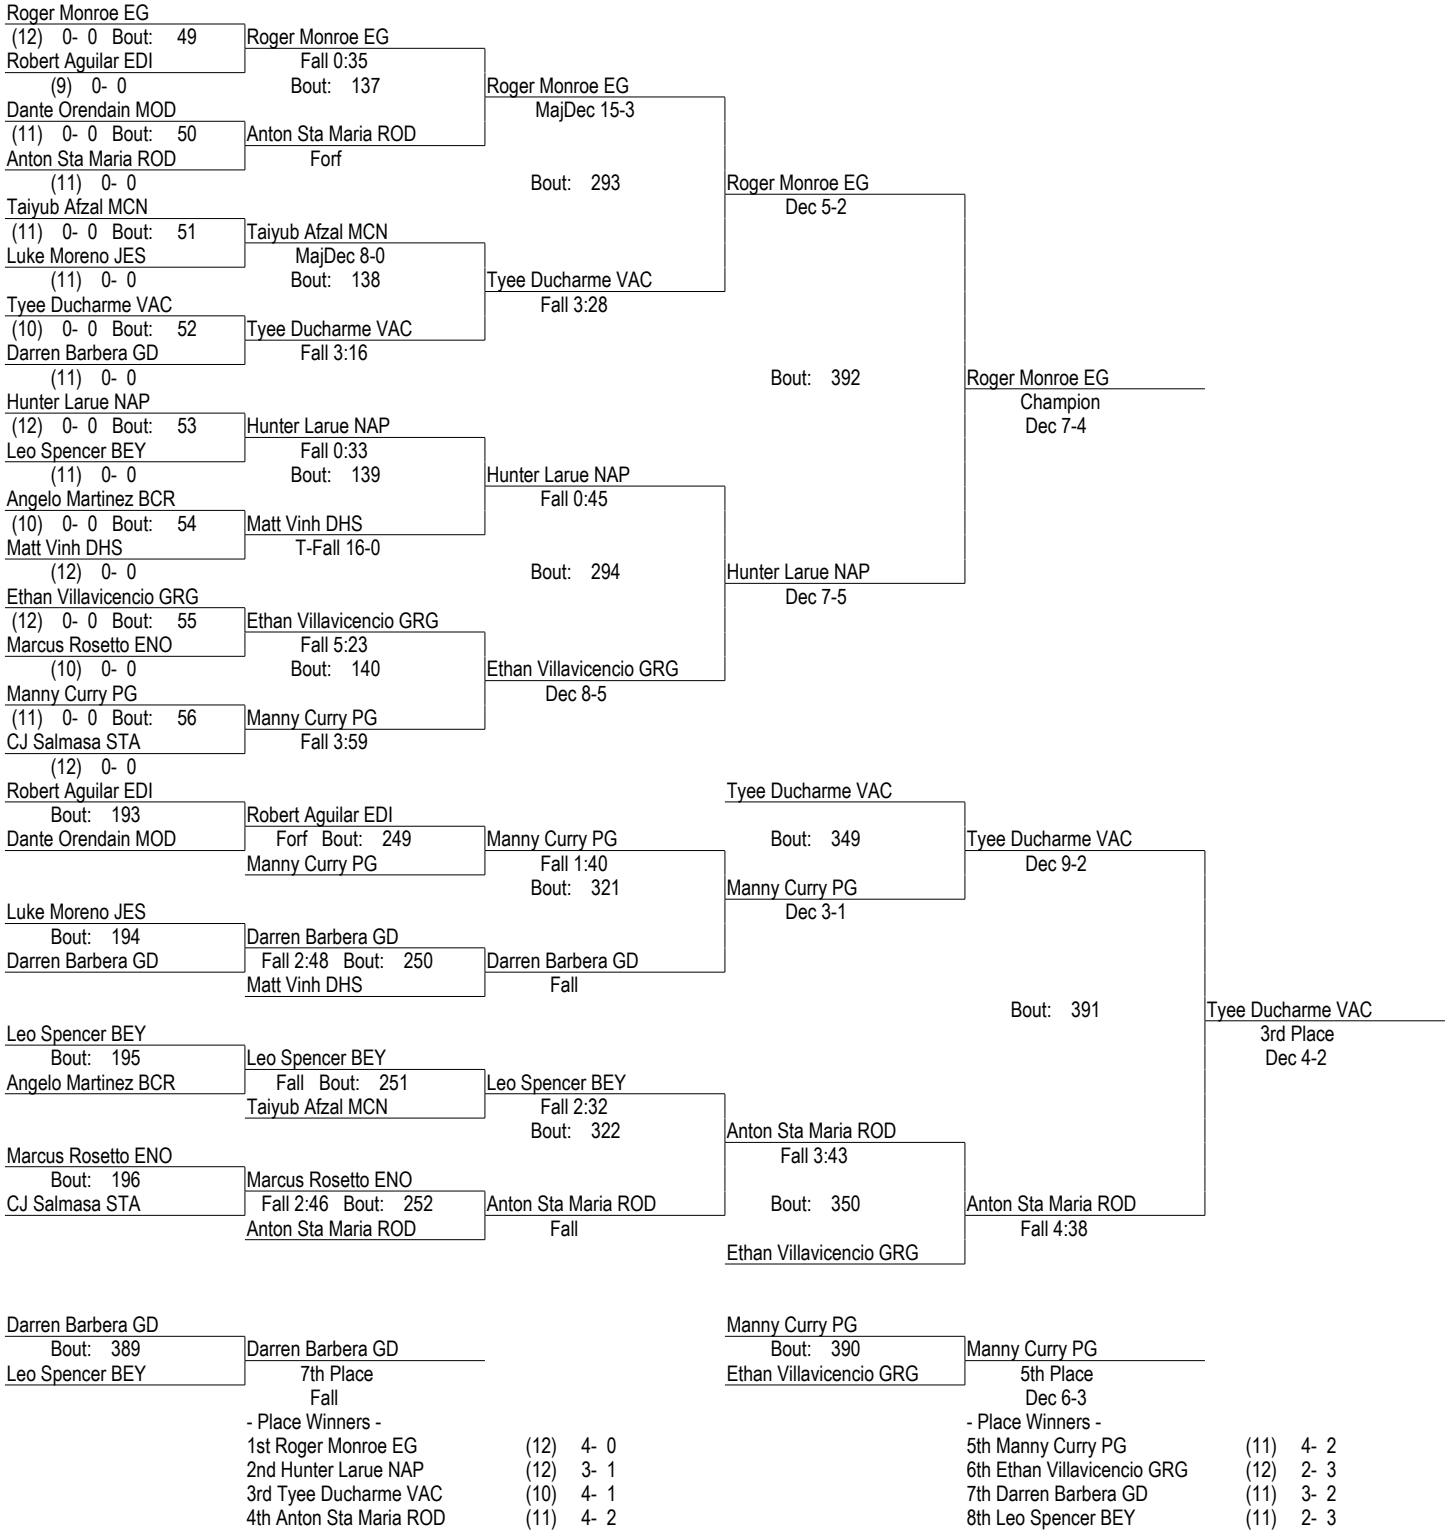 Roger Monroe EG
(12) 0- 0 Bout: 49 Roger Monroe EG
Robert Aguilar EDI Fall 0:35
(9) 0- 0 Bout: 137 Roger Monroe EG
Dante Orendain MOD MajDec 15-3
(11) 0- 0 Bout: 50 Anton Sta Maria ROD
Anton Sta Maria ROD Forf
(11) 0- 0 Bout: 293 Roger Monroe EG
Taiyub Afzal MCN Dec 5-2
(11) 0- 0 Bout: 51 Taiyub Afzal MCN
Luke Moreno JES MajDec 8-0
(11) 0- 0 Bout: 138 Tyee Ducharme VAC
Tyee Ducharme VAC Fall 3:28
(10) 0- 0 Bout: 52 Tyee Ducharme VAC
Darren Barbera GD Fall 3:16
(11) 0- 0 Bout: 392 Roger Monroe EG
Hunter Larue NAP Champion
(12) 0- 0 Bout: 53 Hunter Larue NAP Dec 7-4
Leo Spencer BEY Fall 0:33
(11) 0- 0 Bout: 139 Hunter Larue NAP
Angelo Martinez BCR Fall 0:45
(10) 0- 0 Bout: 54 Matt Vinh DHS
Matt Vinh DHS T-Fall 16-0
(12) 0- 0 Bout: 294 Hunter Larue NAP
Ethan Villavicencio GRG Dec 7-5
(12) 0- 0 Bout: 55 Ethan Villavicencio GRG
Marcus Rosetto ENO Fall 5:23
(10) 0- 0 Bout: 140 Ethan Villavicencio GRG
Manny Curry PG Dec 8-5
(11) 0- 0 Bout: 56 Manny Curry PG
CJ Salmasa STA Fall 3:59
(12) 0- 0
Robert Aguilar EDI Tyee Ducharme VAC
Bout: 193 Robert Aguilar EDI
Dante Orendain MOD Forf Bout: 249 Manny Curry PG Bout: 349 Tyee Ducharme VAC
Manny Curry PG Fall 1:40 Dec 9-2
Bout: 321 Manny Curry PG
Luke Moreno JES Dec 3-1
Bout: 194 Darren Barbera GD
Darren Barbera GD Fall 2:48 Bout: 250 Darren Barbera GD
Matt Vinh DHS Fall
Bout: 391 Tyee Ducharme VAC
Leo Spencer BEY 3rd Place
Bout: 195 Leo Spencer BEY Dec 4-2
Angelo Martinez BCR Fall Bout: 251 Leo Spencer BEY
Taiyub Afzal MCN Fall 2:32
Bout: 322 Anton Sta Maria ROD
Marcus Rosetto ENO Fall 3:43
Bout: 196 Marcus Rosetto ENO
CJ Salmasa STA Fall 2:46 Bout: 252 Anton Sta Maria ROD Bout: 350 Anton Sta Maria ROD
Anton Sta Maria ROD Fall Fall 4:38
Ethan Villavicencio GRG
Darren Barbera GD Manny Curry PG
Bout: 389 Darren Barbera GD Bout: 390 Manny Curry PG
Leo Spencer BEY 7th Place Ethan Villavicencio GRG 5th Place
Fall Dec 6-3
- Place Winners - - Place Winners -
1st Roger Monroe EG (12) 4- 0 5th Manny Curry PG (11) 4- 2
2nd Hunter Larue NAP (12) 3- 1 6th Ethan Villavicencio GRG (12) 2- 3
3rd Tyee Ducharme VAC (10) 4- 1 7th Darren Barbera GD (11) 3- 2
4th Anton Sta Maria ROD (11) 4- 2 8th Leo Spencer BEY (11) 2- 3